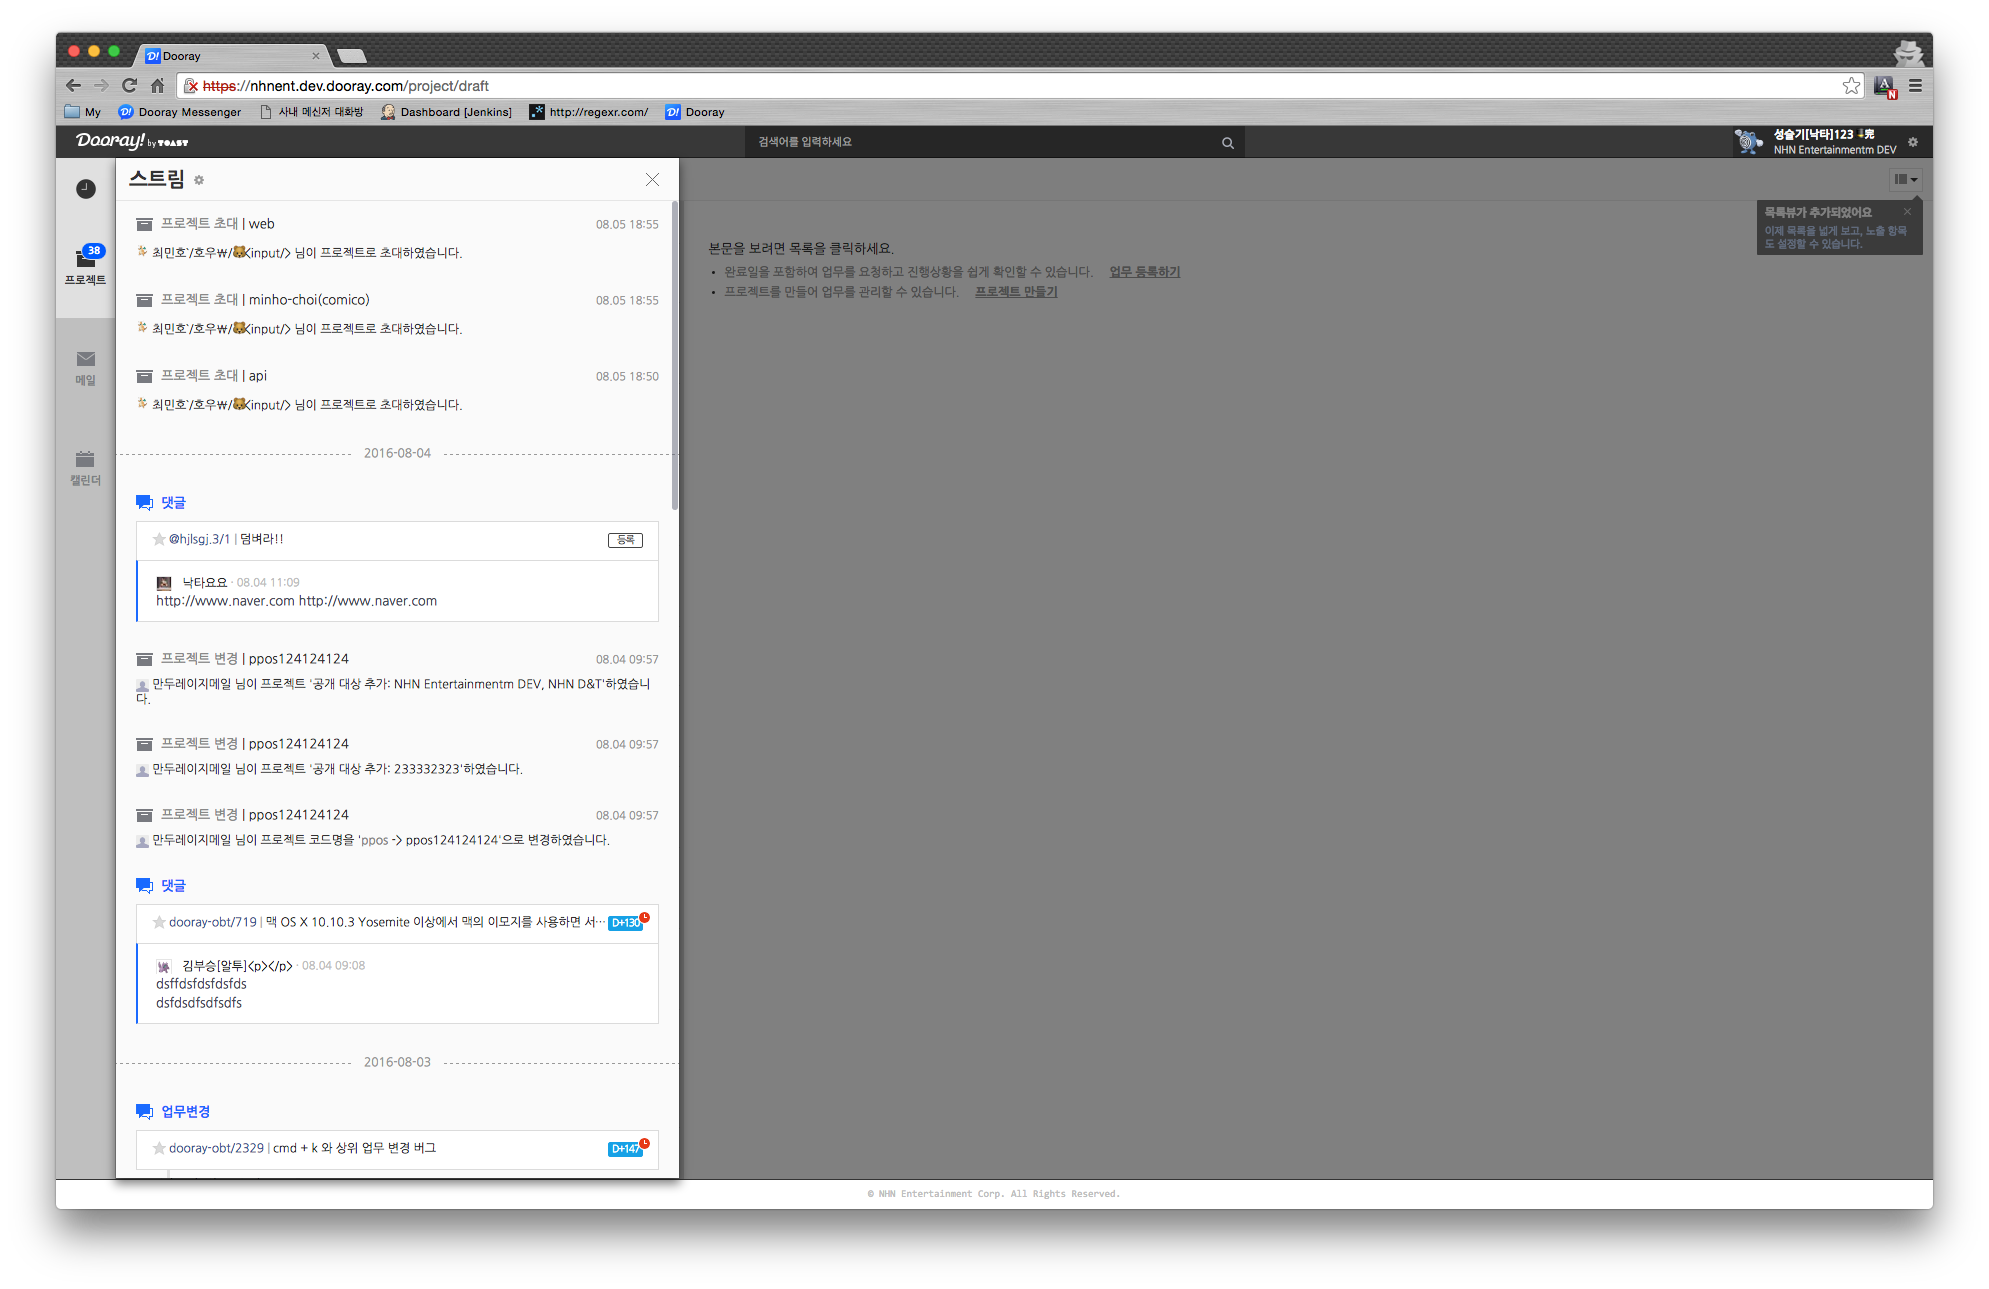 Dooray
https://nhnent.dev.dooray.com/project/draft
My Dooray Messenger 사내 메신저 대화방 Dashboard [Jenkins] http://regexr.com/ Dooray
Dooray! by TOAST
검색어를 입력하세요
성슬기[낙타]123 완
NHN Entertainmentm DEV
스트림
38
프로젝트
메일
캘린더
프로젝트 초대 | web 08.05 18:55
최민호`/호우₩/🐯<input/> 님이 프로젝트로 초대하였습니다.
프로젝트 초대 | minho-choi(comico) 08.05 18:55
최민호`/호우₩/🐯<input/> 님이 프로젝트로 초대하였습니다.
프로젝트 초대 | api 08.05 18:50
최민호`/호우₩/🐯<input/> 님이 프로젝트로 초대하였습니다.
2016-08-04
댓글
@hjlsgj.3/1 | 덤벼라!! 등록
낙타요요 · 08.04 11:09
http://www.naver.com http://www.naver.com
프로젝트 변경 | ppos124124124 08.04 09:57
만두레이지메일 님이 프로젝트 '공개 대상 추가: NHN Entertainmentm DEV, NHN D&T'하였습니
다.
프로젝트 변경 | ppos124124124 08.04 09:57
만두레이지메일 님이 프로젝트 '공개 대상 추가: 233332323'하였습니다.
프로젝트 변경 | ppos124124124 08.04 09:57
만두레이지메일 님이 프로젝트 코드명을 'ppos -> ppos124124124'으로 변경하였습니다.
댓글
dooray-obt/719 | 맥 OS X 10.10.3 Yosemite 이상에서 맥의 이모지를 사용하면 서··· D+130
김부승[알투]<p></p> · 08.04 09:08
dsffdsfdsfdsfds
dsfdsdfsdfsdfs
2016-08-03
업무변경
dooray-obt/2329 | cmd + k 와 상위 업무 변경 버그 D+147
목록뷰가 추가되었어요
이제 목록을 넓게 보고, 노출 항목
도 설정할 수 있습니다.
본문을 보려면 목록을 클릭하세요.
• 완료일을 포함하여 업무를 요청하고 진행상황을 쉽게 확인할 수 있습니다. 업무 등록하기
• 프로젝트를 만들어 업무를 관리할 수 있습니다. 프로젝트 만들기
© NHN Entertainment Corp. All Rights Reserved.